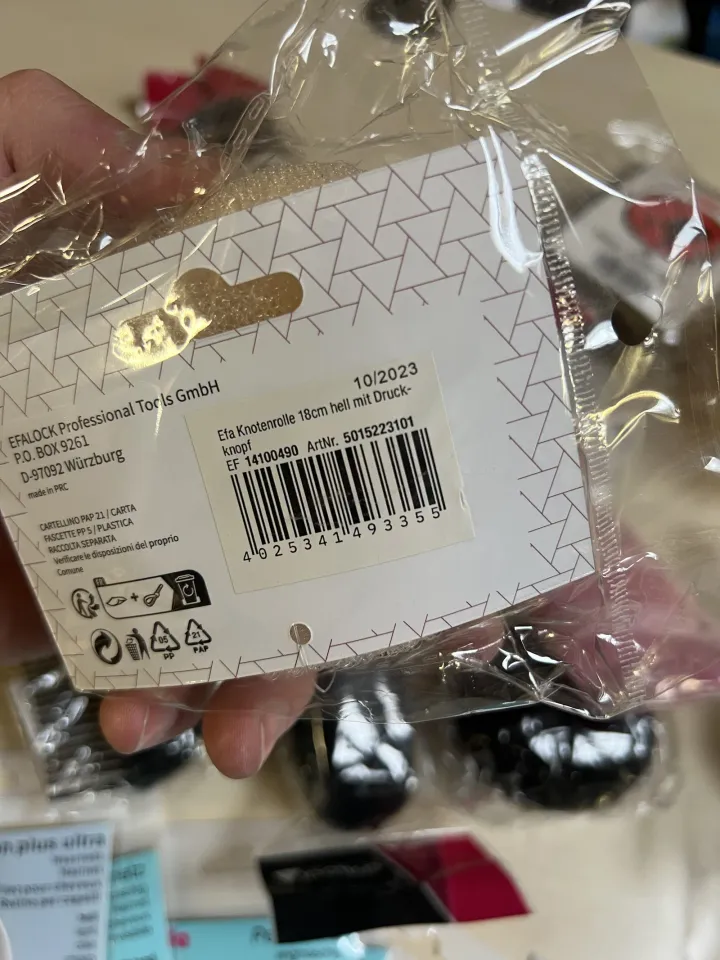 EFALOCK Professional Tools GmbH
P.O. BOX 9261
D-97092 Würzburg
made in PRC
CARTELLINO PAP 21 / CARTA
FASCETTE PP 5 / PLASTICA
RACCOLTA SEPARATA
Verificare le disposizioni del proprio
Comune
05
PP
21
PAP
10/2023
Efa Knotenrolle 18cm hell mit Druck-
knopf
EF 14100490 ArtNr. 5015223101
4025341493355
n plus ultra